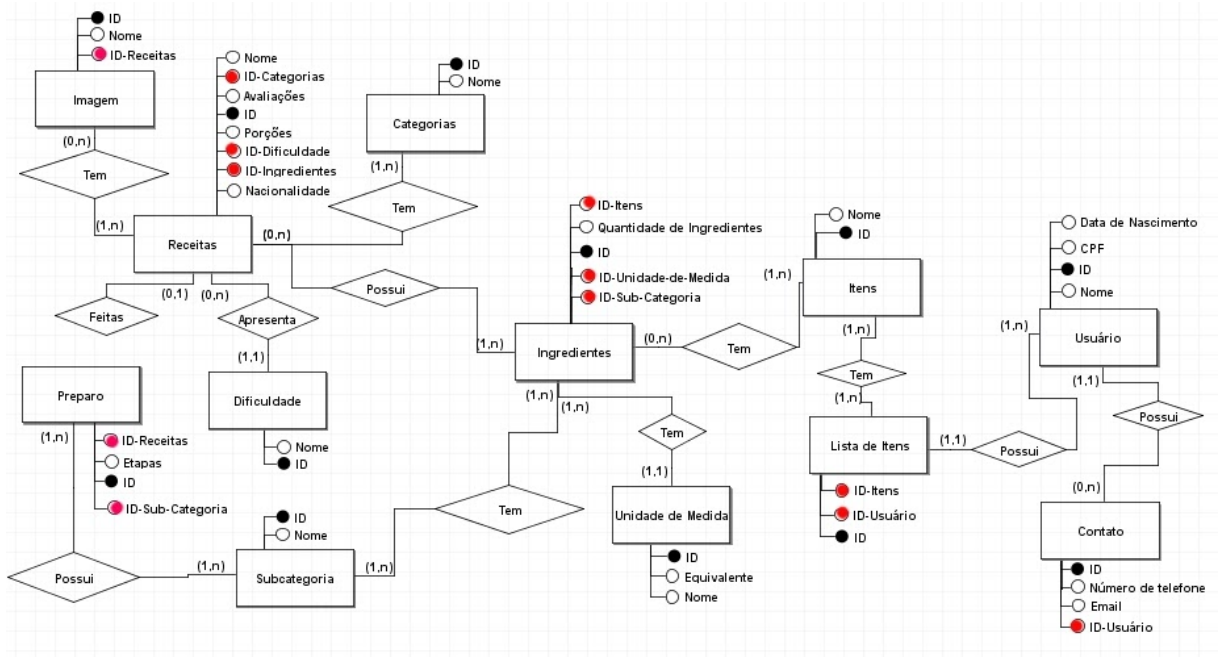 ID
Nome
ID-Receitas
Imagem
(0,n)
Tem
(1,n)
Nome
ID-Categorias
Avaliações
ID
Porções
ID-Dificuldade
ID-Ingredientes
Nacionalidade
Receitas
(0,n)
ID
Nome
Categorias
(1,n)
Tem
(0,1)
(0,n)
Feitas
Apresenta
(1,1)
Dificuldade
Nome
ID
Possui
(1,n)
ID-Itens
Quantidade de Ingredientes
ID
ID-Unidade-de-Medida
ID-Sub-Categoria
Ingredientes
(0,n)
Tem
(1,n)
Nome
ID
Itens
(1,n)
Tem
(1,n)
Lista de Itens
ID-Itens
ID-Usuário
ID
(1,1)
Possui
(1,n)
Data de Nascimento
CPF
ID
Nome
Usuário
(1,1)
Possui
(0,n)
Contato
ID
Número de telefone
Email
ID-Usuário
Preparo
(1,n)
ID-Receitas
Etapas
ID
ID-Sub-Categoria
Possui
(1,n)
ID
Nome
Subcategoria
(1,n)
Tem
(1,n)
(1,n)
Tem
(1,1)
Unidade de Medida
ID
Equivalente
Nome